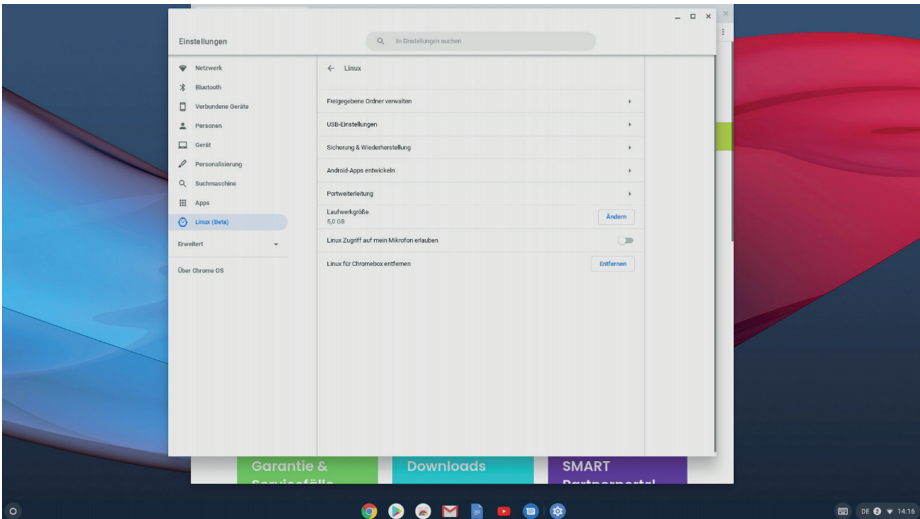 Einstellungen
In Einstellungen suchen
Netzwerk
Bluetooth
Verbundene Geräte
Personen
Gerät
Personalisierung
Suchmaschine
Apps
Linux (Beta)
Erweitert
Über Chrome OS
Linux
Freigegebene Ordner verwalten
USB-Einstellungen
Sicherung & Wiederherstellung
Android-Apps entwickeln
Portweiterleitung
Laufwerkgröße
5,0 GB
Ändern
Linux Zugriff auf mein Mikrofon erlauben
Linux für Chromebox entfernen
Entfernen
Garantie &
Downloads
SMART
DE
14:16